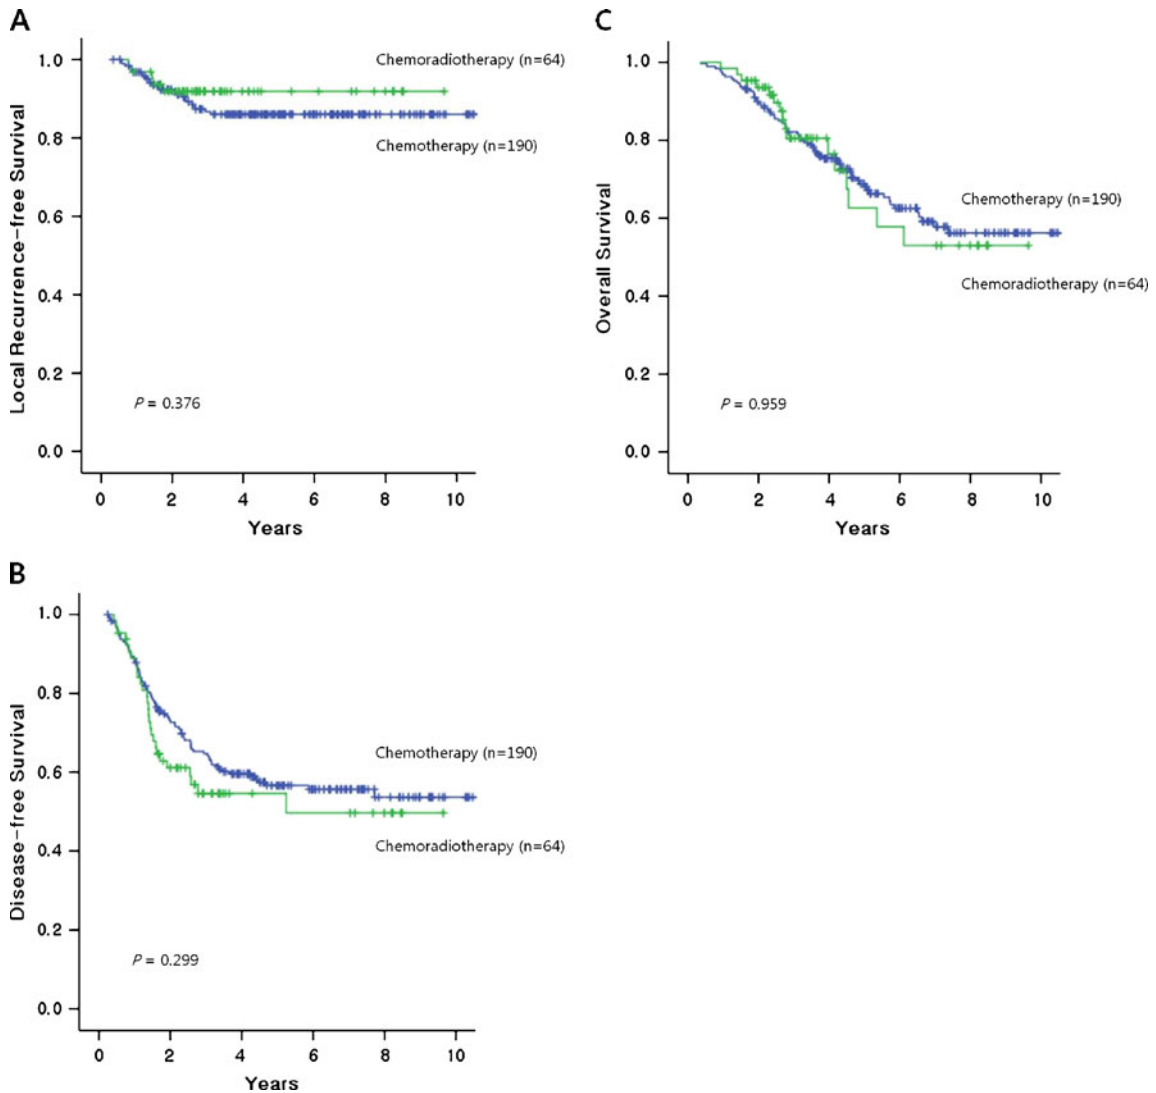 A
Local Recurrence-free Survival
1.0
0.8
0.6
0.4
0.2
0.0
Chemoradiotherapy (n=64)
Chemotherapy (n=190)
P = 0.376
0 2 4 6 8 10
Years
B
Disease-free Survival
1.0
0.8
0.6
0.4
0.2
0.0
Chemotherapy (n=190)
Chemoradiotherapy (n=64)
P = 0.299
0 2 4 6 8 10
Years
C
Overall Survival
1.0
0.8
0.6
0.4
0.2
0.0
Chemotherapy (n=190)
Chemoradiotherapy (n=64)
P = 0.959
0 2 4 6 8 10
Years